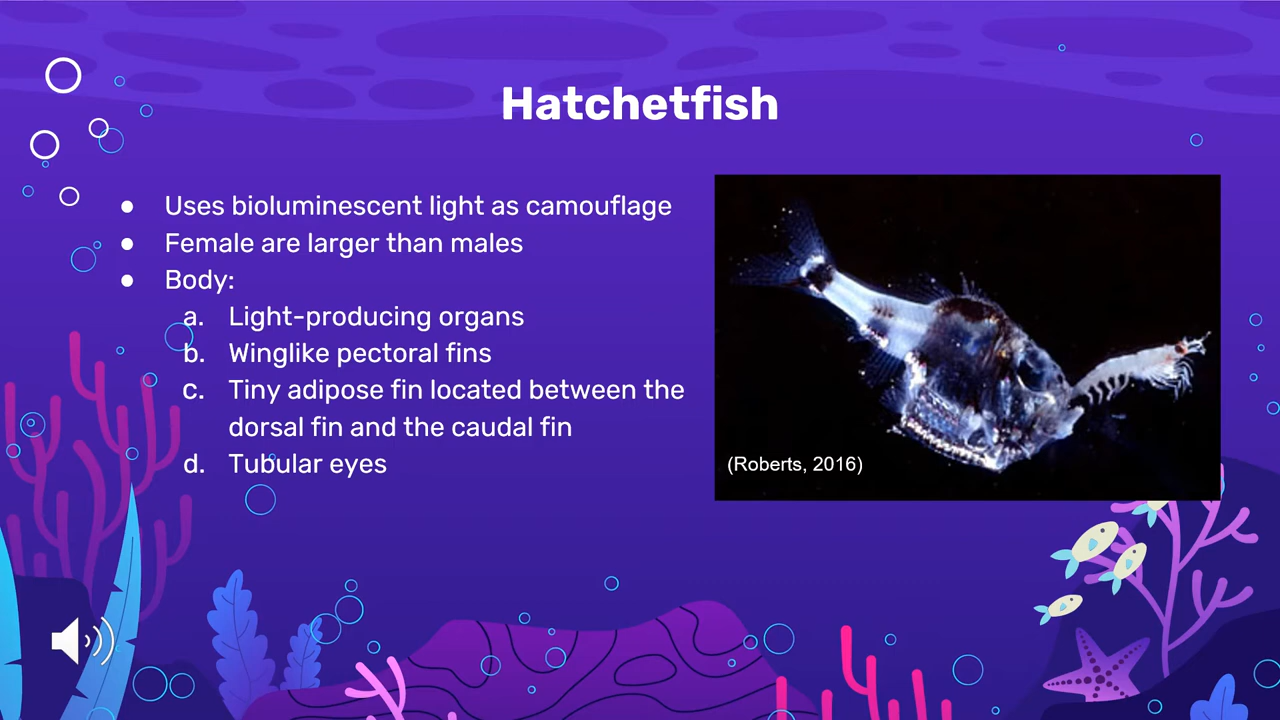 Hatchetfish
● Uses bioluminescent light as camouflage
● Female are larger than males
● Body:
a. Light-producing organs
b. Winglike pectoral fins
c. Tiny adipose fin located between the
dorsal fin and the caudal fin
d. Tubular eyes
(Roberts, 2016)